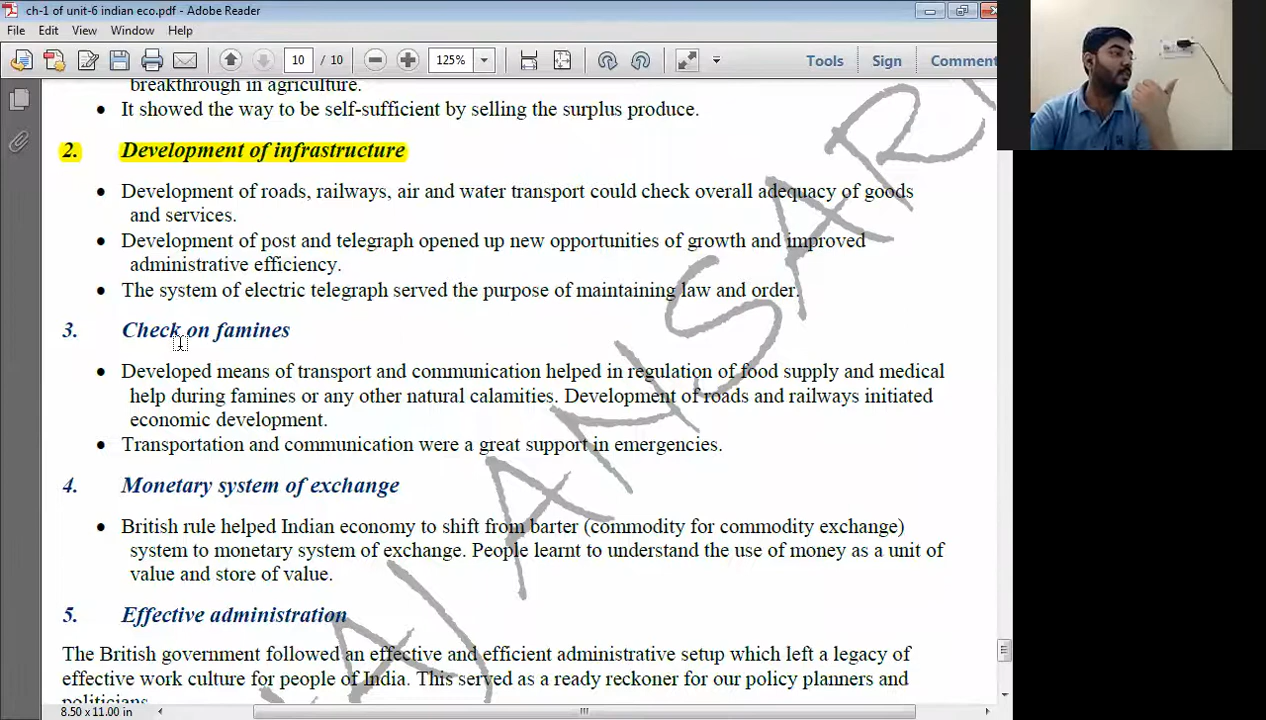 ch-1 of unit-6 indian eco.pdf - Adobe Reader
File Edit View Window Help
10 / 10 125% Tools Sign Comment
breakthrough in agriculture.
• It showed the way to be self-sufficient by selling the surplus produce.
2. Development of infrastructure
• Development of roads, railways, air and water transport could check overall adequacy of goods
and services.
• Development of post and telegraph opened up new opportunities of growth and improved
administrative efficiency.
• The system of electric telegraph served the purpose of maintaining law and order.
3. Check on famines
• Developed means of transport and communication helped in regulation of food supply and medical
help during famines or any other natural calamities. Development of roads and railways initiated
economic development.
• Transportation and communication were a great support in emergencies.
4. Monetary system of exchange
• British rule helped Indian economy to shift from barter (commodity for commodity exchange)
system to monetary system of exchange. People learnt to understand the use of money as a unit of
value and store of value.
5. Effective administration
The British government followed an effective and efficient administrative setup which left a legacy of
effective work culture for people of India. This served as a ready reckoner for our policy planners and
politicians.
8.50 x 11.00 in
ANSARI